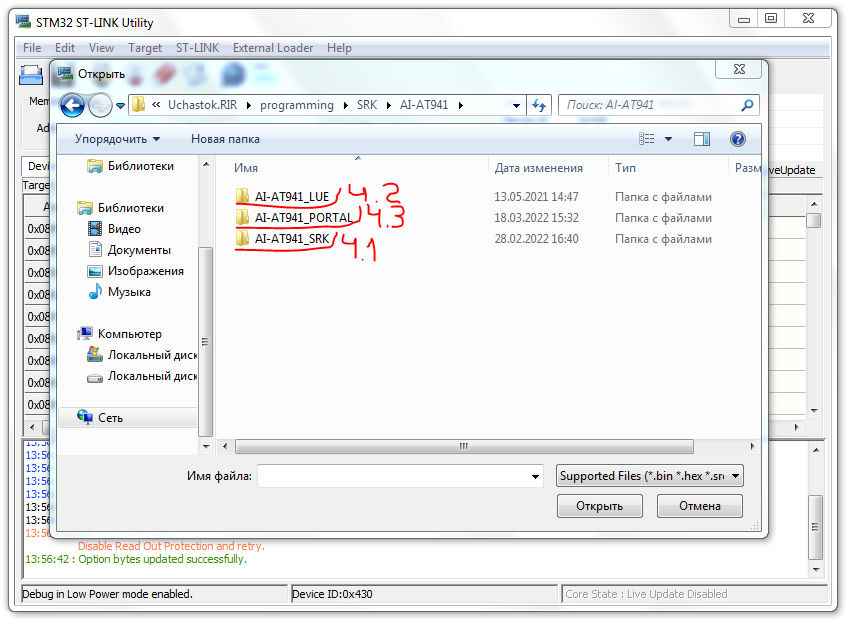 STM32 ST-LINK Utility
File Edit View Target ST-LINK External Loader Help
Открыть
« Uchastok.RIR programming SRK AI-AT941
Поиск: AI-AT941
Упорядочить Новая папка
Библиотеки
Библиотеки
Видео
Документы
Изображения
Музыка
Компьютер
Локальный диск
Локальный диск
Сеть
Имя Дата изменения Тип Разм
AI-AT941_LUE 4.2 13.05.2021 14:47 Папка с файлами
AI-AT941_PORTAL 4.3 18.03.2022 15:32 Папка с файлами
AI-AT941_SRK 4.1 28.02.2022 16:40 Папка с файлами
Mem
Ad
Devi
Targe
A
veUpdate
0x08
0x08
0x08
0x08
0x08
0x08
0x08
0x08
0x08
Имя файла: Supported Files (*.bin *.hex *.sr
Открыть Отмена
13:56
13:56
13:56
13:56
13:56
13:56
13:56
Disable Read Out Protection and retry.
13:56:42 : Option bytes updated successfully.
Debug in Low Power mode enabled. Device ID:0x430 Core State : Live Update Disabled